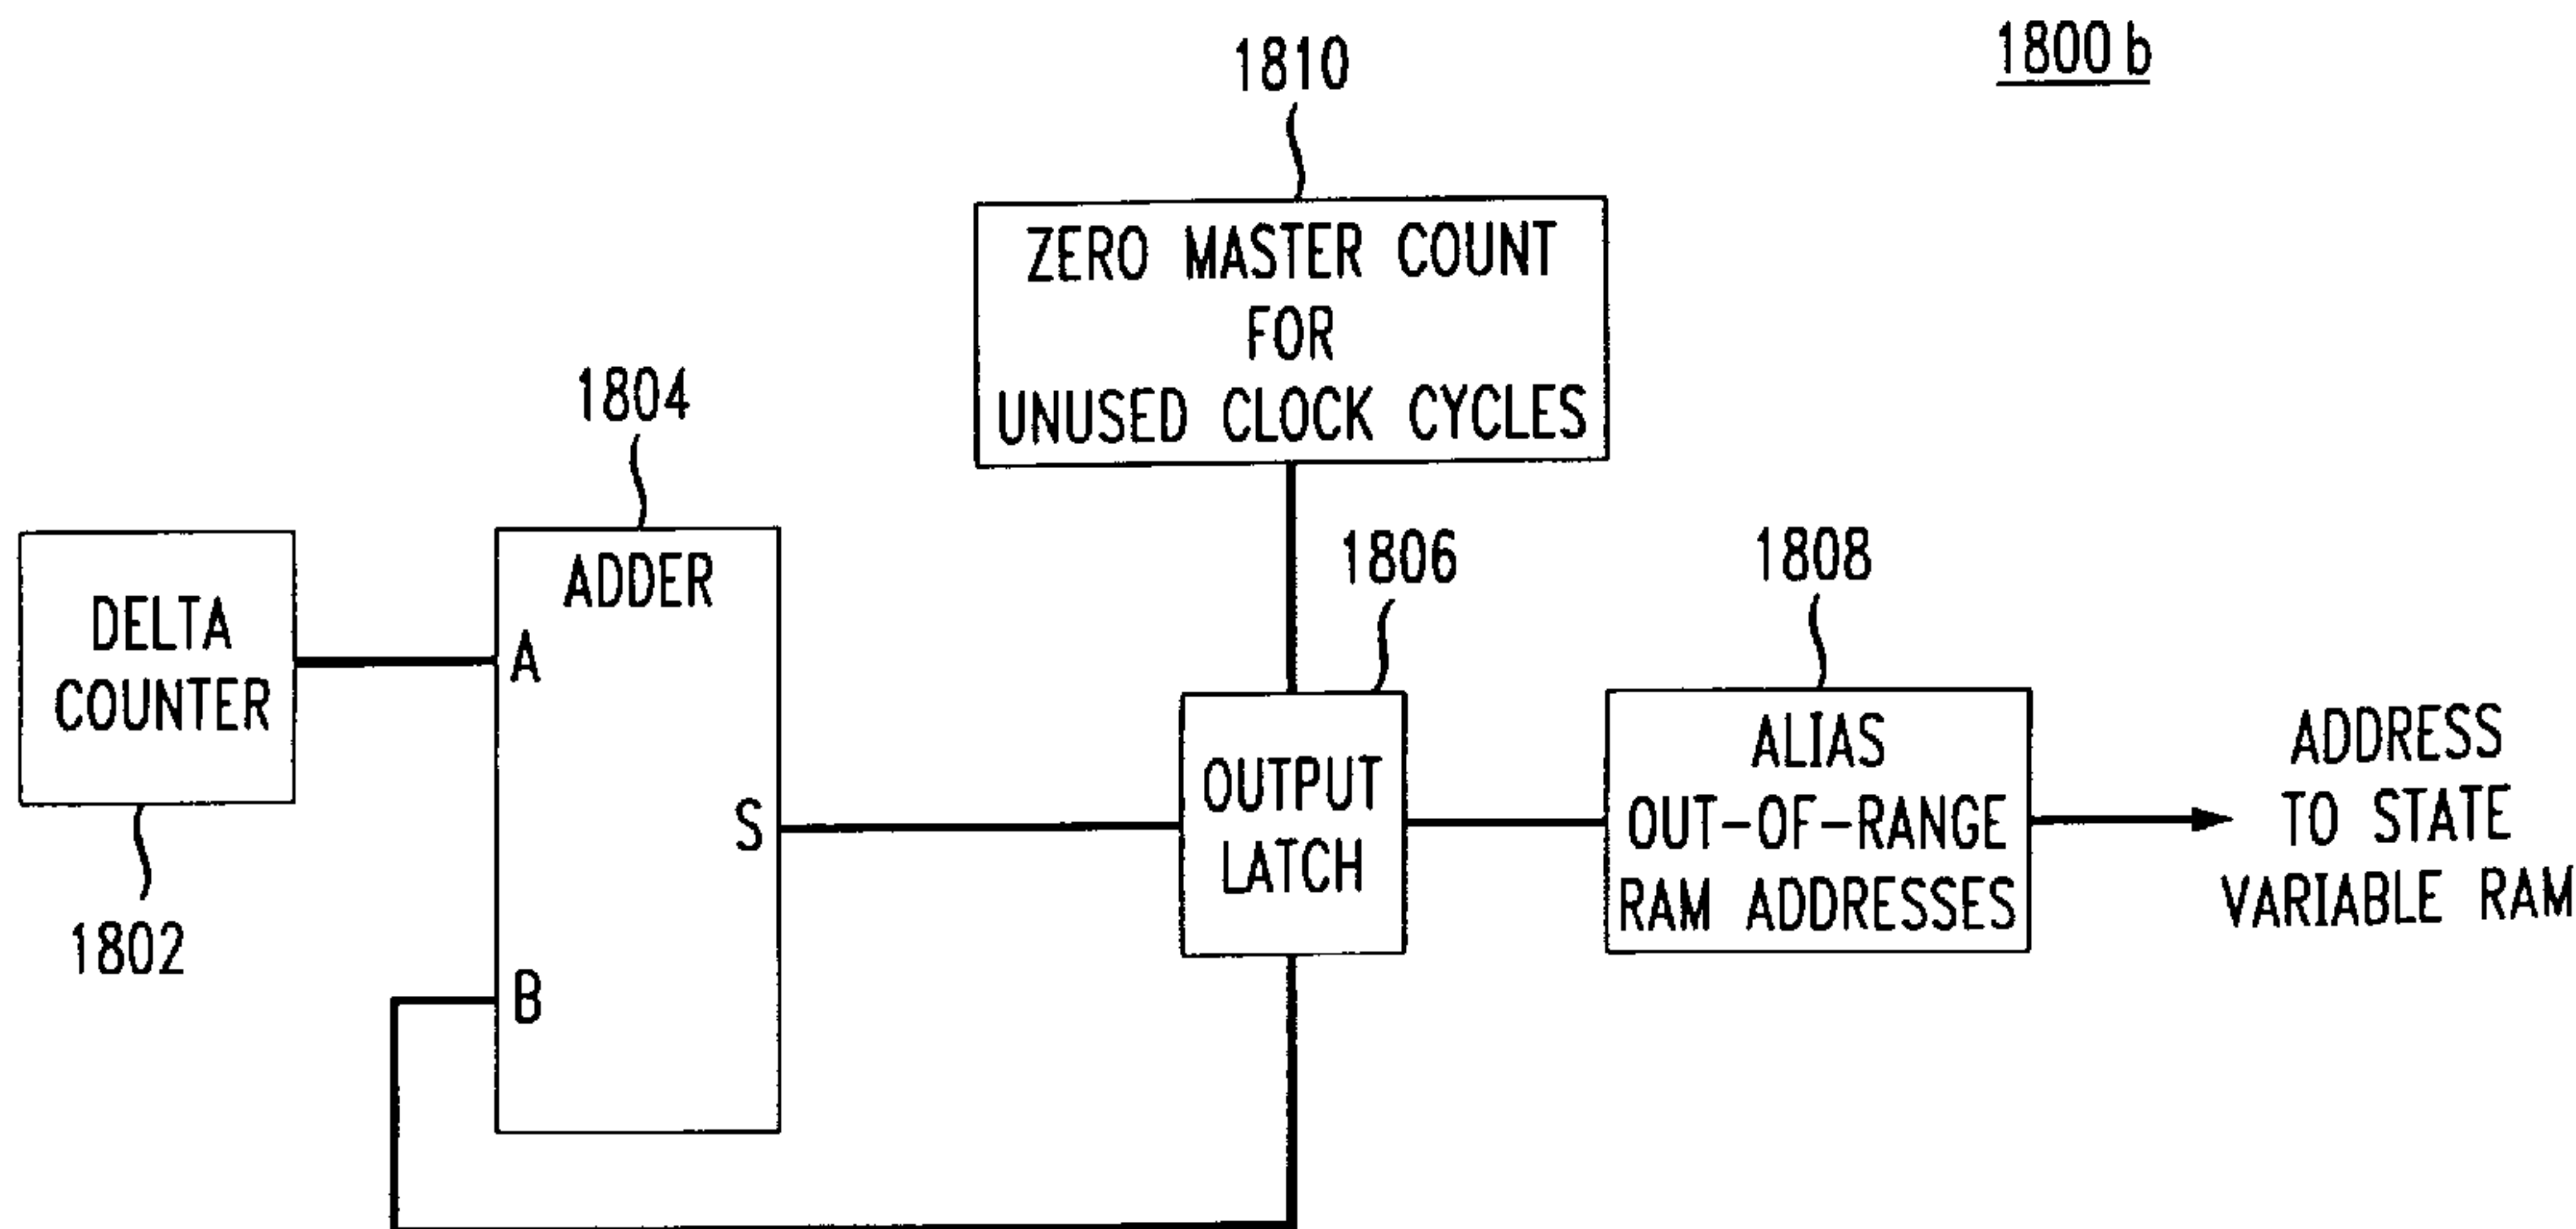 1800 b
1810
ZERO MASTER COUNT
FOR
UNUSED CLOCK CYCLES
1804
ADDER
A
B
S
DELTA
COUNTER
1802
1806
OUTPUT
LATCH
1808
ALIAS
OUT-OF-RANGE
RAM ADDRESSES
ADDRESS
TO STATE
VARIABLE RAM